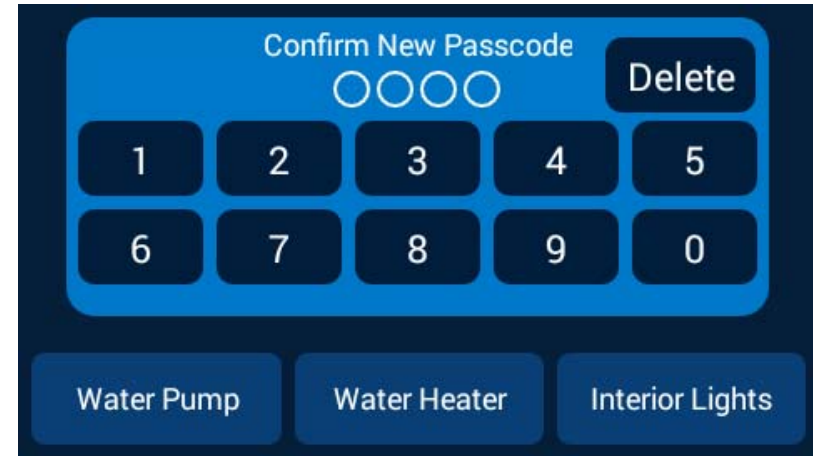 Confirm New Passcode
Delete
1 2 3 4 5
6 7 8 9 0
Water Pump Water Heater Interior Lights